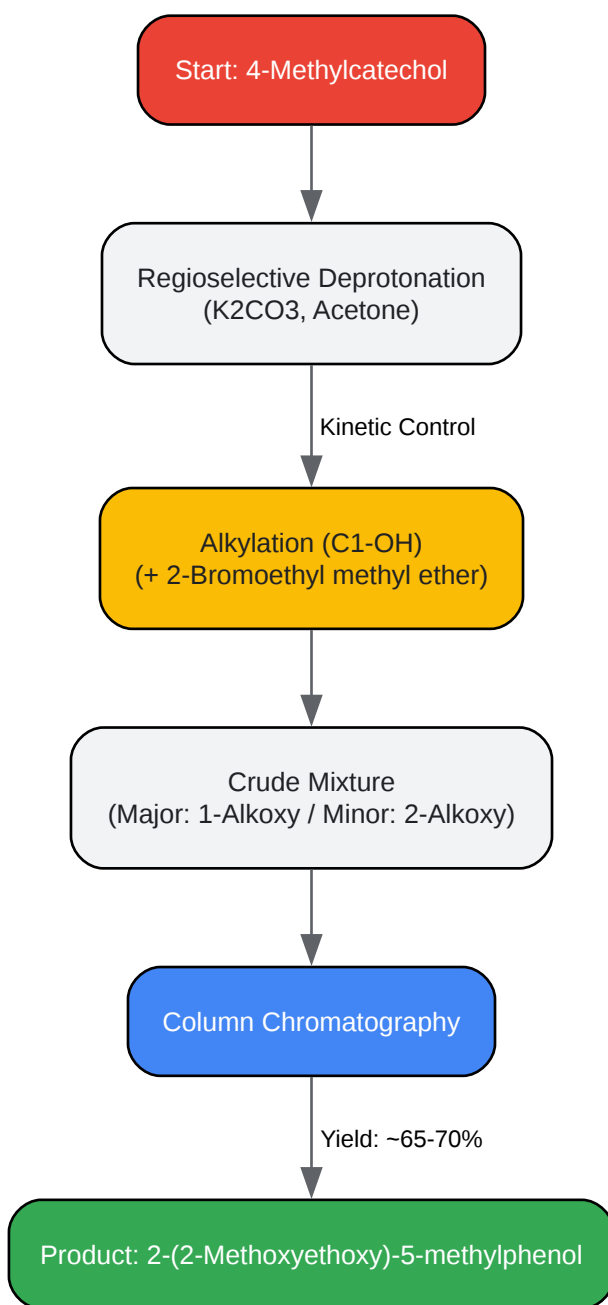 Start: 4-Methylcatechol
Regioselective Deprotonation
(K2CO3, Acetone)
Kinetic Control
Alkylation (C1-OH)
(+ 2-Bromoethyl methyl ether)
Crude Mixture
(Major: 1-Alkoxy / Minor: 2-Alkoxy)
Column Chromatography
Yield: ~65-70%
Product: 2-(2-Methoxyethoxy)-5-methylphenol